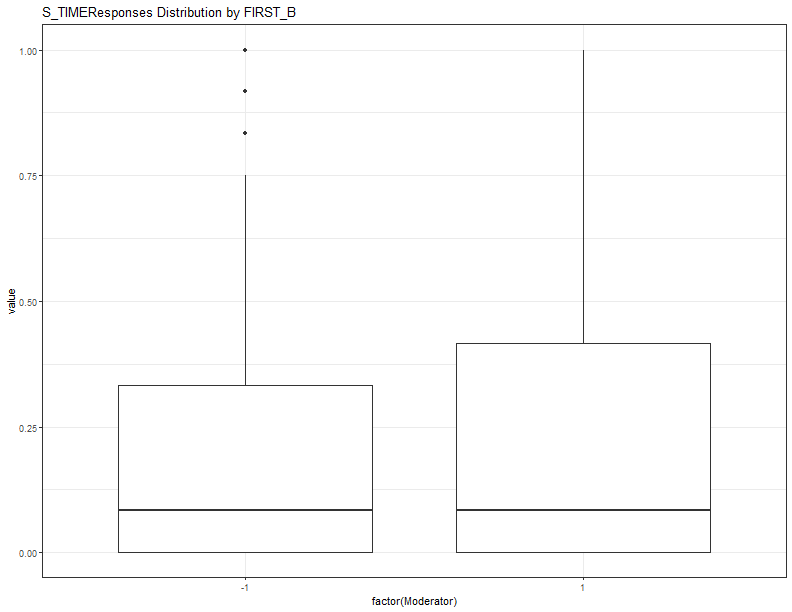 S_TIMEResponses Distribution by FIRST_B
value
1.00
0.75
0.50
0.25
0.00
-1
1
factor(Moderator)